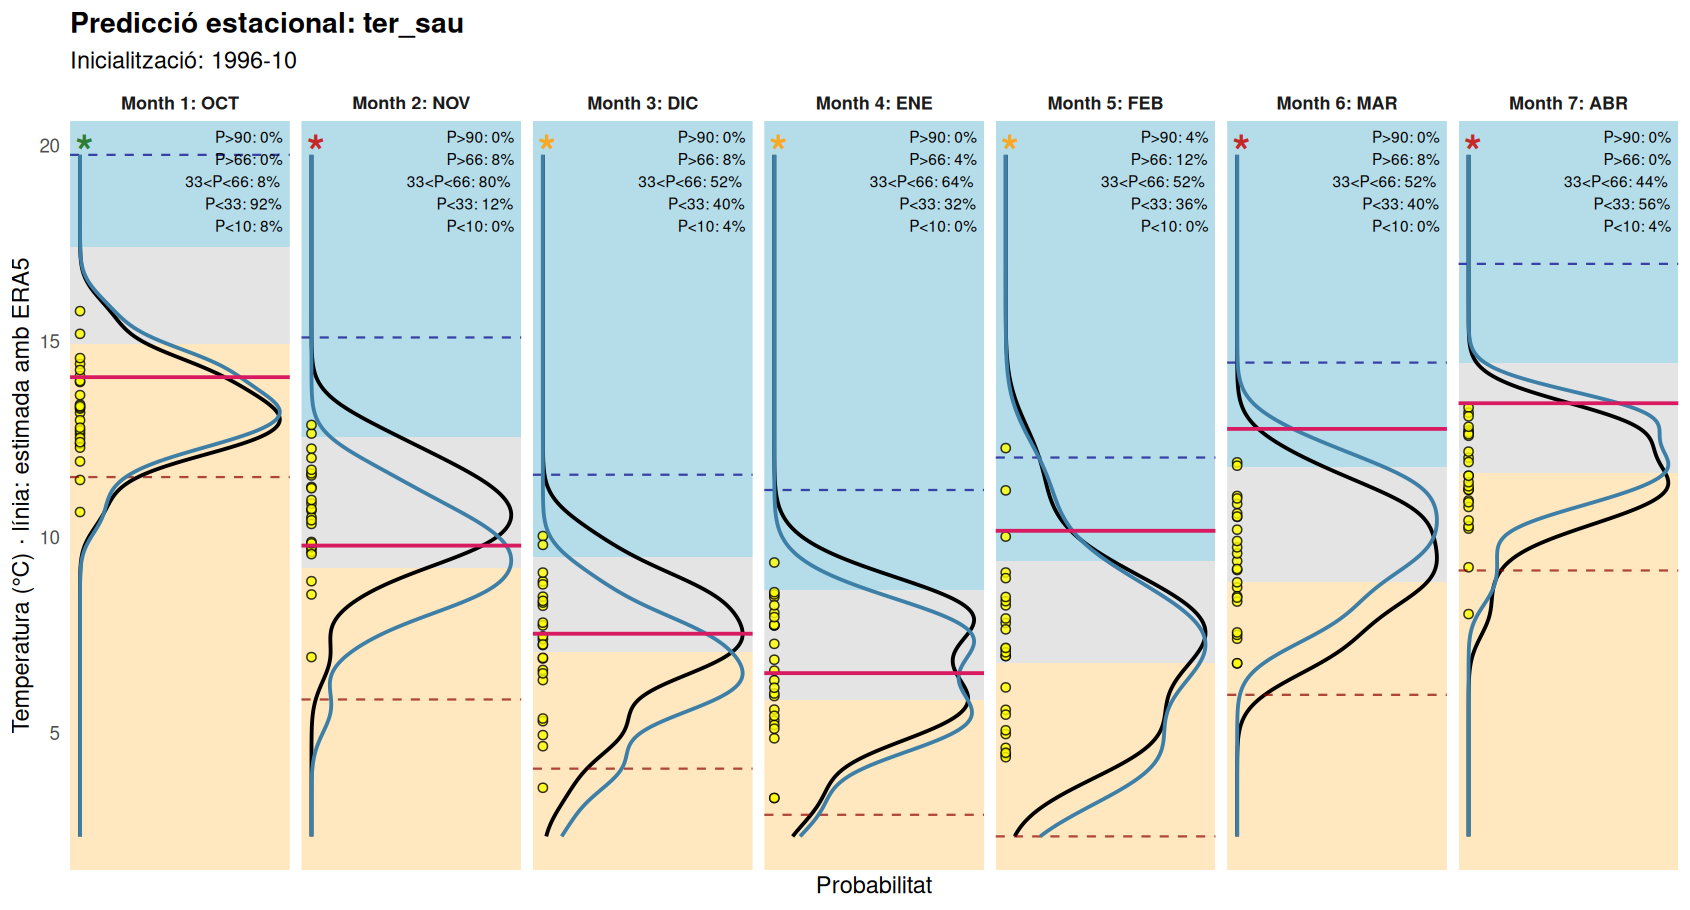 Predicció estacional: ter_sau
Inicialització: 1996-10
Month 1: OCT
Month 2: NOV
Month 3: DIC
Month 4: ENE
Month 5: FEB
Month 6: MAR
Month 7: ABR
*
P>90: 0%
P>66: 0%
33<P<66: 8%
P<33: 92%
P<10: 8%
*
P>90: 0%
P>66: 8%
33<P<66: 80%
P<33: 12%
P<10: 0%
*
P>90: 0%
P>66: 8%
33<P<66: 52%
P<33: 40%
P<10: 4%
*
P>90: 0%
P>66: 4%
33<P<66: 64%
P<33: 32%
P<10: 0%
*
P>90: 4%
P>66: 12%
33<P<66: 52%
P<33: 36%
P<10: 0%
*
P>90: 0%
P>66: 8%
33<P<66: 52%
P<33: 40%
P<10: 0%
*
P>90: 0%
P>66: 0%
33<P<66: 44%
P<33: 56%
P<10: 4%
20
15
10
5
Temperatura (°C) · línia: estimada amb ERA5
Probabilitat